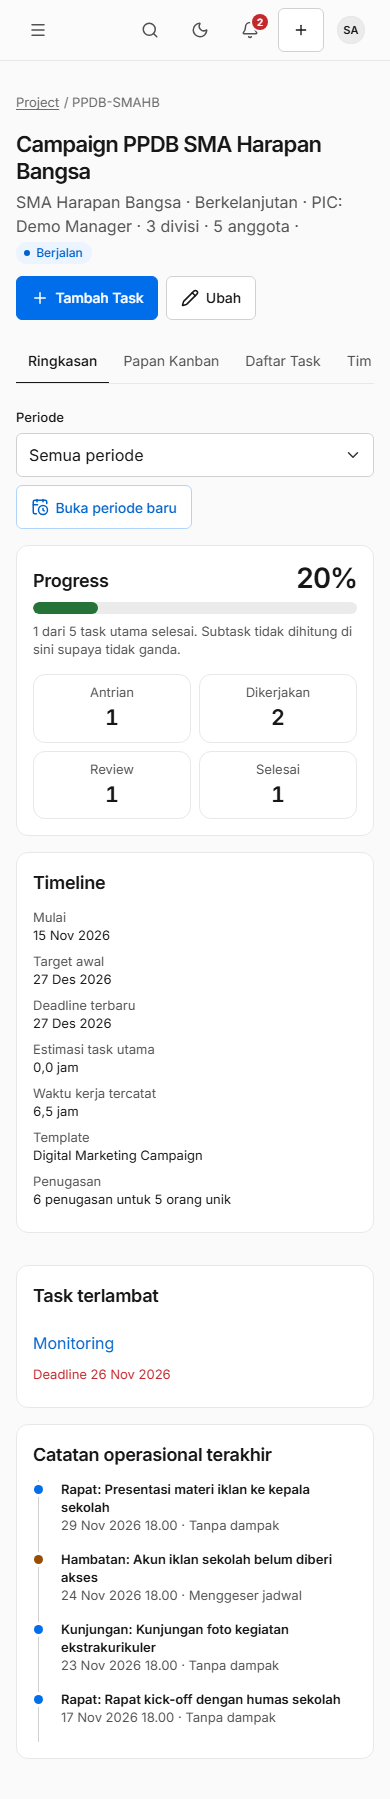 2
SA
Project / PPDB-SMAHB
Campaign PPDB SMA Harapan
Bangsa
SMA Harapan Bangsa · Berkelanjutan · PIC:
Demo Manager · 3 divisi · 5 anggota ·
Berjalan
Tambah Task
Ubah
Ringkasan
Papan Kanban
Daftar Task
Tim
Periode
Semua periode
Buka periode baru
Progress
20%
1 dari 5 task utama selesai. Subtask tidak dihitung di
sini supaya tidak ganda.
Antrian
1
Dikerjakan
2
Review
1
Selesai
1
Timeline
Mulai
15 Nov 2026
Target awal
27 Des 2026
Deadline terbaru
27 Des 2026
Estimasi task utama
0,0 jam
Waktu kerja tercatat
6,5 jam
Template
Digital Marketing Campaign
Penugasan
6 penugasan untuk 5 orang unik
Task terlambat
Monitoring
Deadline 26 Nov 2026
Catatan operasional terakhir
Rapat: Presentasi materi iklan ke kepala
sekolah
29 Nov 2026 18.00 · Tanpa dampak
Hambatan: Akun iklan sekolah belum diberi
akses
24 Nov 2026 18.00 · Menggeser jadwal
Kunjungan: Kunjungan foto kegiatan
ekstrakurikuler
23 Nov 2026 18.00 · Tanpa dampak
Rapat: Rapat kick-off dengan humas sekolah
17 Nov 2026 18.00 · Tanpa dampak